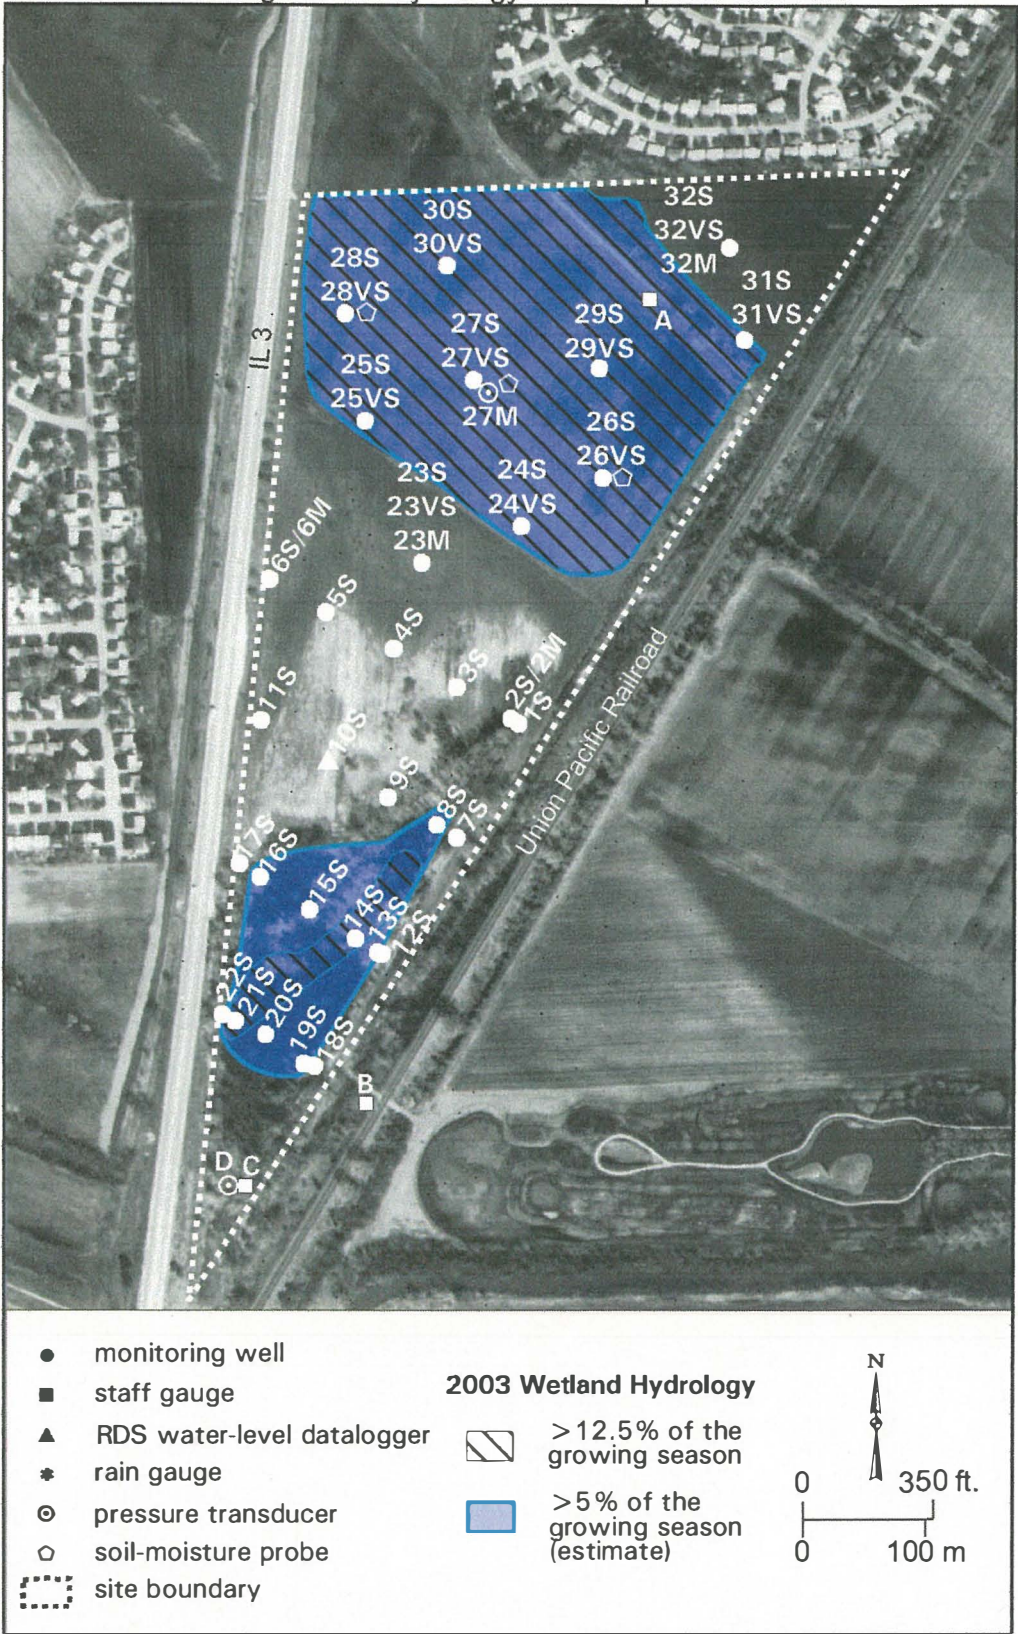 30S
30VS
32S
32VS
32M
28S
28VS
31S
31VS
A
29S
29VS
27S
27VS
27M
IL 3
25S
25VS
26S
26VS
24S
24VS
23S
23VS
23M
6S/6M
5S
4S
3S
2S/2M
1S
11S
10S
Union Pacific Railroad
9S
8S
7S
17S
16S
15S
14S
13S
12S
22S
21S
20S
19S
18S
B
D
C
monitoring well
staff gauge
RDS water-level datalogger
rain gauge
pressure transducer
soil-moisture probe
site boundary
2003 Wetland Hydrology
>12.5% of the
growing season
>5% of the
growing season
(estimate)
N
0 350 ft.
0 100 m